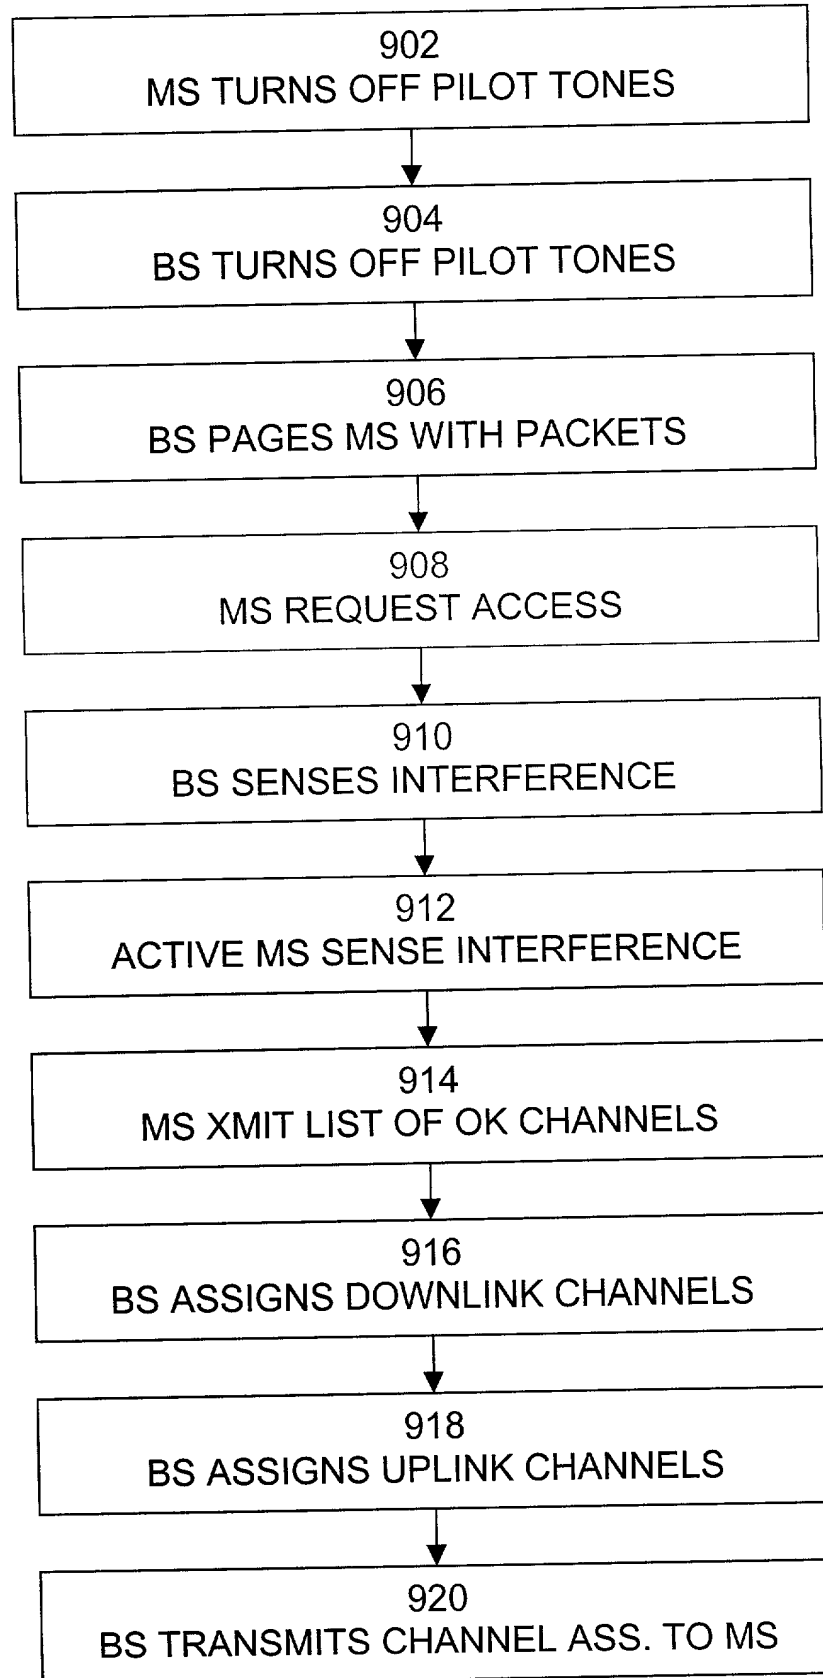 902
MS TURNS OFF PILOT TONES
904
BS TURNS OFF PILOT TONES
906
BS PAGES MS WITH PACKETS
908
MS REQUEST ACCESS
910
BS SENSES INTERFERENCE
912
ACTIVE MS SENSE INTERFERENCE
914
MS XMIT LIST OF OK CHANNELS
916
BS ASSIGNS DOWNLINK CHANNELS
918
BS ASSIGNS UPLINK CHANNELS
920
BS TRANSMITS CHANNEL ASS. TO MS